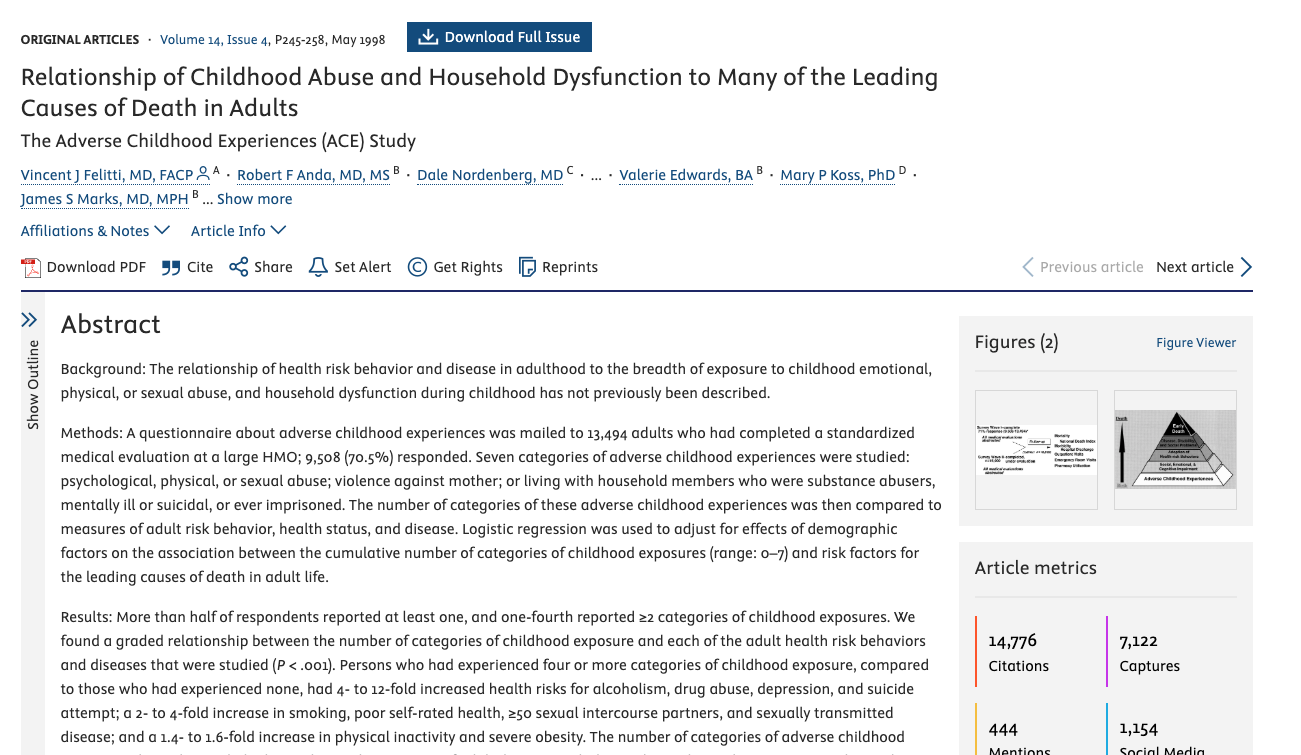 ORIGINAL ARTICLES · Volume 14, Issue 4, P245-258, May 1998
Download Full Issue
Relationship of Childhood Abuse and Household Dysfunction to Many of the Leading
Causes of Death in Adults
The Adverse Childhood Experiences (ACE) Study
Vincent J Felitti, MD, FACP A · Robert F Anda, MD, MS B · Dale Nordenberg, MD C · ... · Valerie Edwards, BA B · Mary P Koss, PhD D ·
James S Marks, MD, MPH B ... Show more
Affiliations & Notes Article Info
Download PDF Cite Share Set Alert Get Rights Reprints
Previous article Next article
Show Outline
Abstract
Background: The relationship of health risk behavior and disease in adulthood to the breadth of exposure to childhood emotional,
physical, or sexual abuse, and household dysfunction during childhood has not previously been described.
Methods: A questionnaire about adverse childhood experiences was mailed to 13,494 adults who had completed a standardized
medical evaluation at a large HMO; 9,508 (70.5%) responded. Seven categories of adverse childhood experiences were studied:
psychological, physical, or sexual abuse; violence against mother; or living with household members who were substance abusers,
mentally ill or suicidal, or ever imprisoned. The number of categories of these adverse childhood experiences was then compared to
measures of adult risk behavior, health status, and disease. Logistic regression was used to adjust for effects of demographic
factors on the association between the cumulative number of categories of childhood exposures (range: 0–7) and risk factors for
the leading causes of death in adult life.
Results: More than half of respondents reported at least one, and one-fourth reported ≥2 categories of childhood exposures. We
found a graded relationship between the number of categories of childhood exposure and each of the adult health risk behaviors
and diseases that were studied (P < .001). Persons who had experienced four or more categories of childhood exposure, compared
to those who had experienced none, had 4- to 12-fold increased health risks for alcoholism, drug abuse, depression, and suicide
attempt; a 2- to 4-fold increase in smoking, poor self-rated health, ≥50 sexual intercourse partners, and sexually transmitted
disease; and a 1.4- to 1.6-fold increase in physical inactivity and severe obesity. The number of categories of adverse childhood
Figures (2)
Figure Viewer
Death
Early
Death
Adverse Childhood Experiences
Article metrics
14,776
Citations
7,122
Captures
444
Mentions
1,154
Social Media